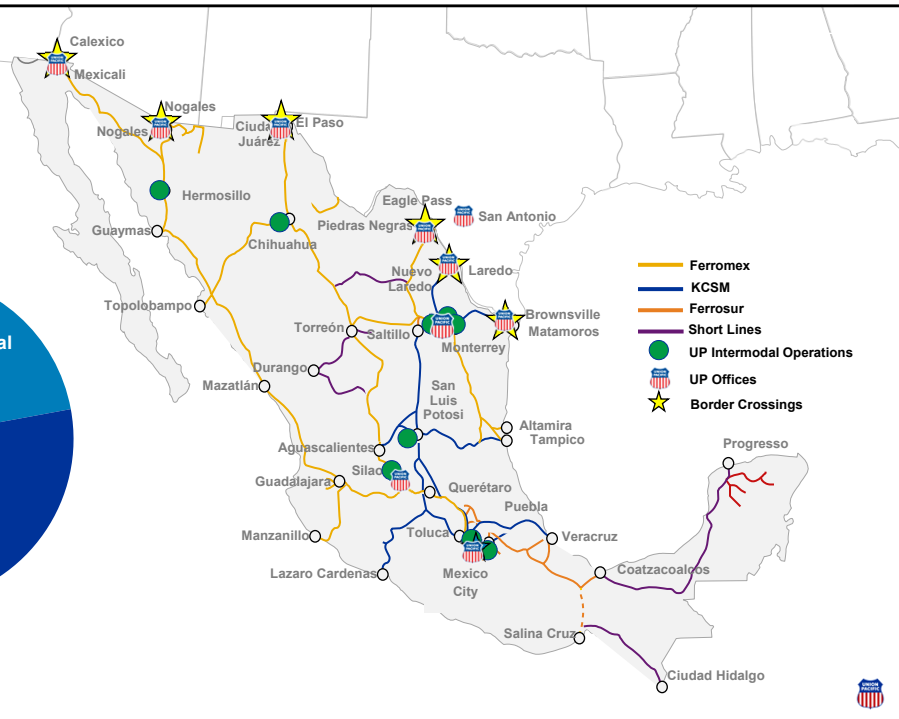 Calexico
Mexicali
Nogales
Nogales
Ciudad
Juárez
El Paso
Hermosillo
Guaymas
Chihuahua
Eagle Pass
Piedras Negras
San Antonio
Nuevo
Laredo
Laredo
Topolobampo
Brownsville
Matamoros
Torreón
Saltillo
Monterrey
Durango
Mazatlán
San
Luis
Potosi
Altamira
Tampico
Aguascalientes
Silao
Guadalajara
Querétaro
Puebla
Progresso
Manzanillo
Toluca
Veracruz
Lazaro Cardenas
Mexico
City
Coatzacoalcos
Salina Cruz
Ciudad Hidalgo
Ferromex
KCSM
Ferrosur
Short Lines
UP Intermodal Operations
UP Offices
Border Crossings
al
UNION
PACIFIC